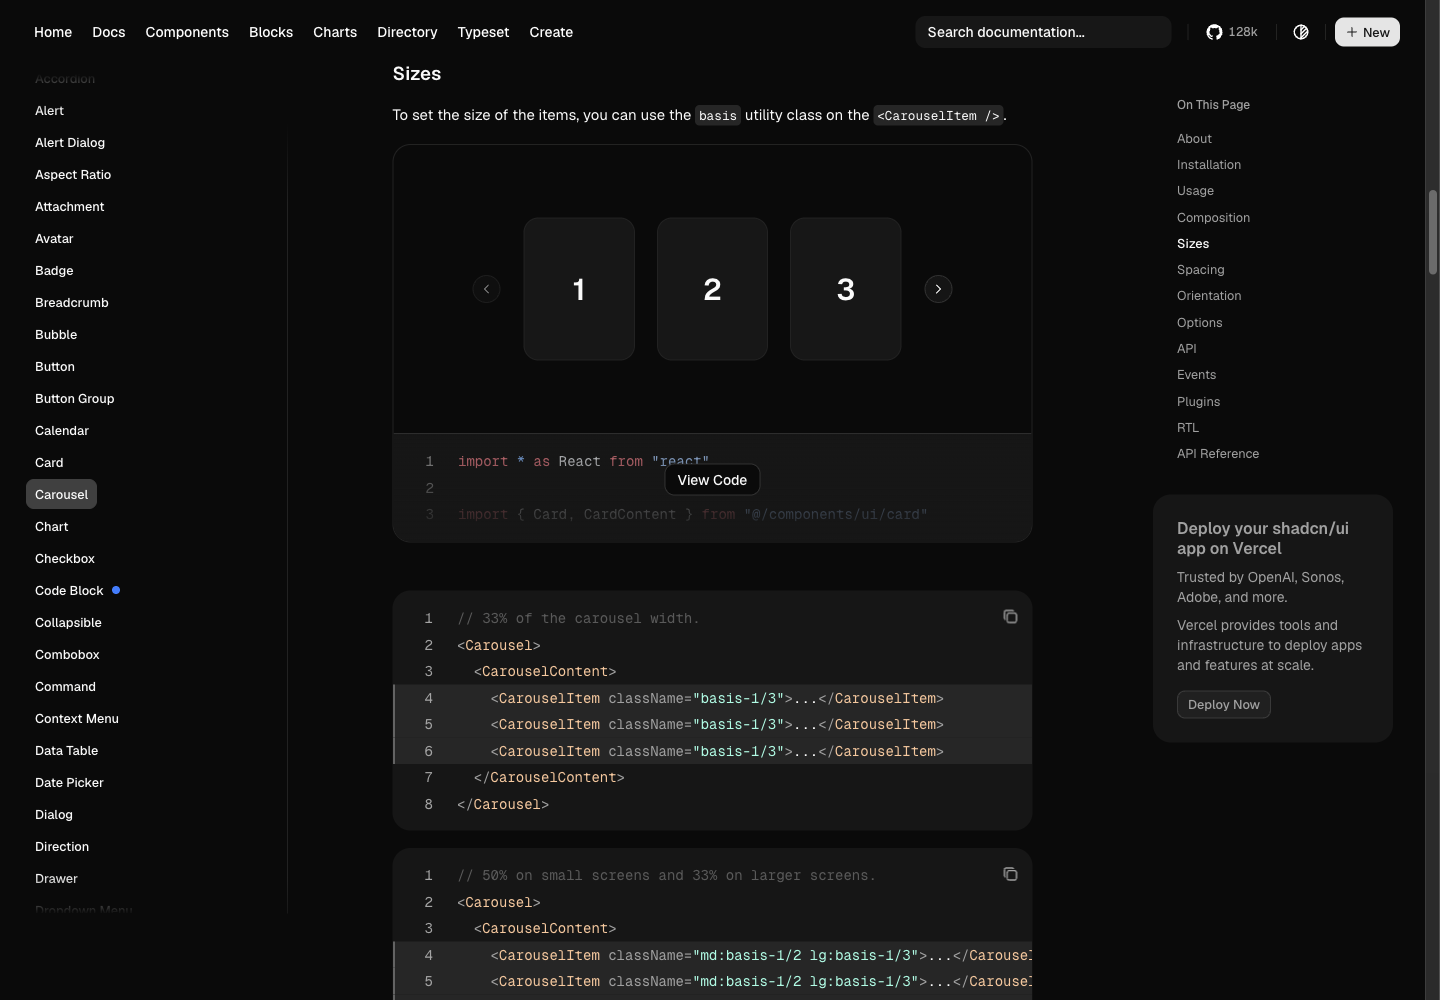 Home Docs Components Blocks Charts Directory Typeset Create
Search documentation...
128k
New
Accordion
Alert
Alert Dialog
Aspect Ratio
Attachment
Avatar
Badge
Breadcrumb
Bubble
Button
Button Group
Calendar
Card
Carousel
Chart
Checkbox
Code Block
Collapsible
Combobox
Command
Context Menu
Data Table
Date Picker
Dialog
Direction
Drawer
Dropdown Menu
Sizes
To set the size of the items, you can use the basis utility class on the <CarouselItem />.
1
2
3
1 import * as React from "react"
View Code
2
3 import { Card, CardContent } from "@/components/ui/card"
1 // 33% of the carousel width.
2 <Carousel>
3 <CarouselContent>
4 <CarouselItem className="basis-1/3">...</CarouselItem>
5 <CarouselItem className="basis-1/3">...</CarouselItem>
6 <CarouselItem className="basis-1/3">...</CarouselItem>
7 </CarouselContent>
8 </Carousel>
1 // 50% on small screens and 33% on larger screens.
2 <Carousel>
3 <CarouselContent>
4 <CarouselItem className="md:basis-1/2 lg:basis-1/3">...</Carousel
5 <CarouselItem className="md:basis-1/2 lg:basis-1/3">...</Carousel
On This Page
About
Installation
Usage
Composition
Sizes
Spacing
Orientation
Options
API
Events
Plugins
RTL
API Reference
Deploy your shadcn/ui
app on Vercel
Trusted by OpenAI, Sonos,
Adobe, and more.
Vercel provides tools and
infrastructure to deploy apps
and features at scale.
Deploy Now